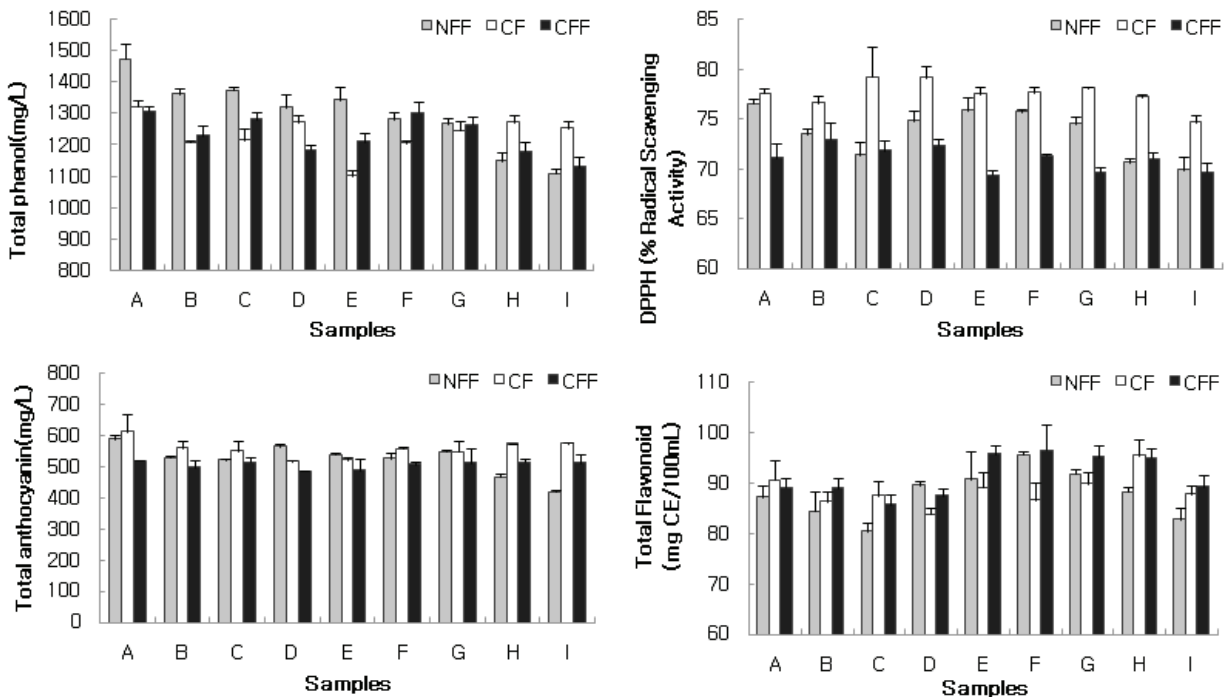 NFF CF CFF
Total phenol(mg/L)
1600
1500
1400
1300
1200
1100
1000
900
800
A B C D E F G H I
Samples
NFF CF CFF
DPPH (% Radical Scavenging
Activity)
85
80
75
70
65
60
A B C D E F G H I
Samples
NFF CF CFF
Total anthocyanin(mg/L)
800
700
600
500
400
300
200
100
0
A B C D E F G H I
Samples
NFF CF CFF
Total Flavonoid
(mg CE/100mL)
110
100
90
80
70
60
A B C D E F G H I
Samples